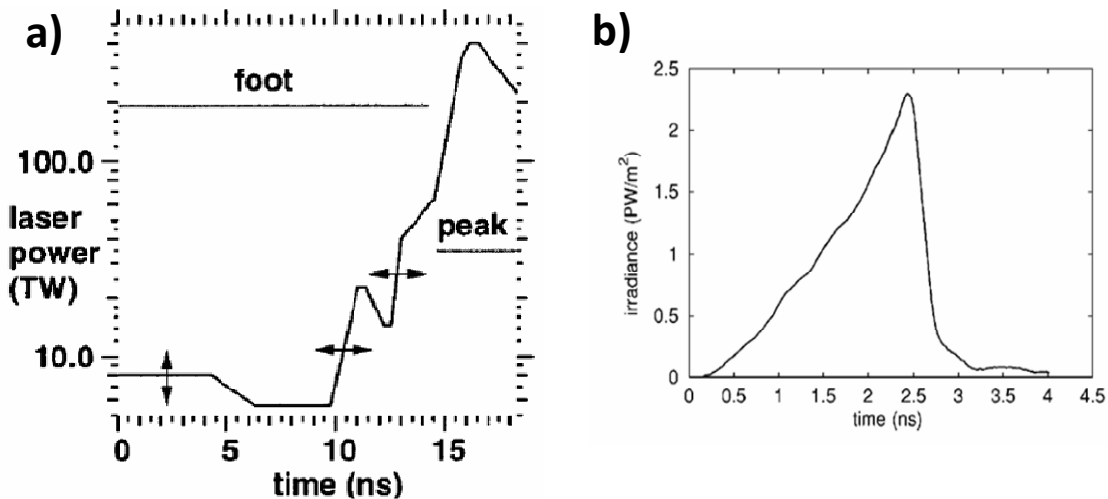 a)
foot
100.0
laser
power
(TW)
peak
10.0
0 5 10 15
time (ns)
b)
2.5
2
1.5
1
0.5
0
irradiance (PW/m²)
0 0.5 1 1.5 2 2.5 3 3.5 4 4.5
time (ns)